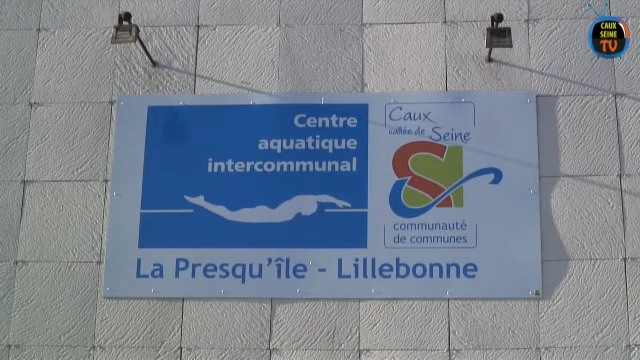 CAUX
SEINE
TV
Centre
aquatique
intercommunal
Caux
vallée de
Seine
communauté
de communes
La Presqu'île - Lillebonne